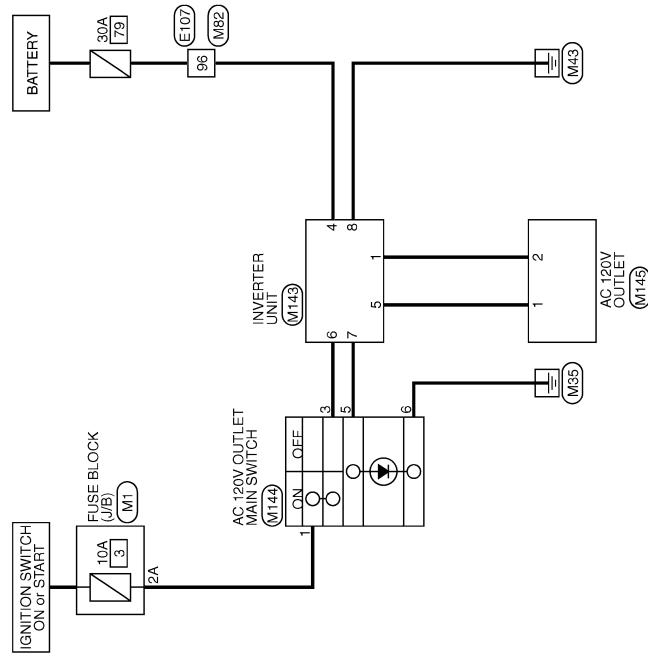 IGNITION SWITCH
ON or START
BATTERY
FUSE BLOCK
(J/B)
M1
10A
3
2A
30A
79
E107
M82
96
AC 120V OUTLET
MAIN SWITCH
M144
1
ON
OFF
3
5
6
INVERTER
UNIT
M143
6
7
4
8
5
1
M35
M43
1
2
AC 120V
OUTLET
M145